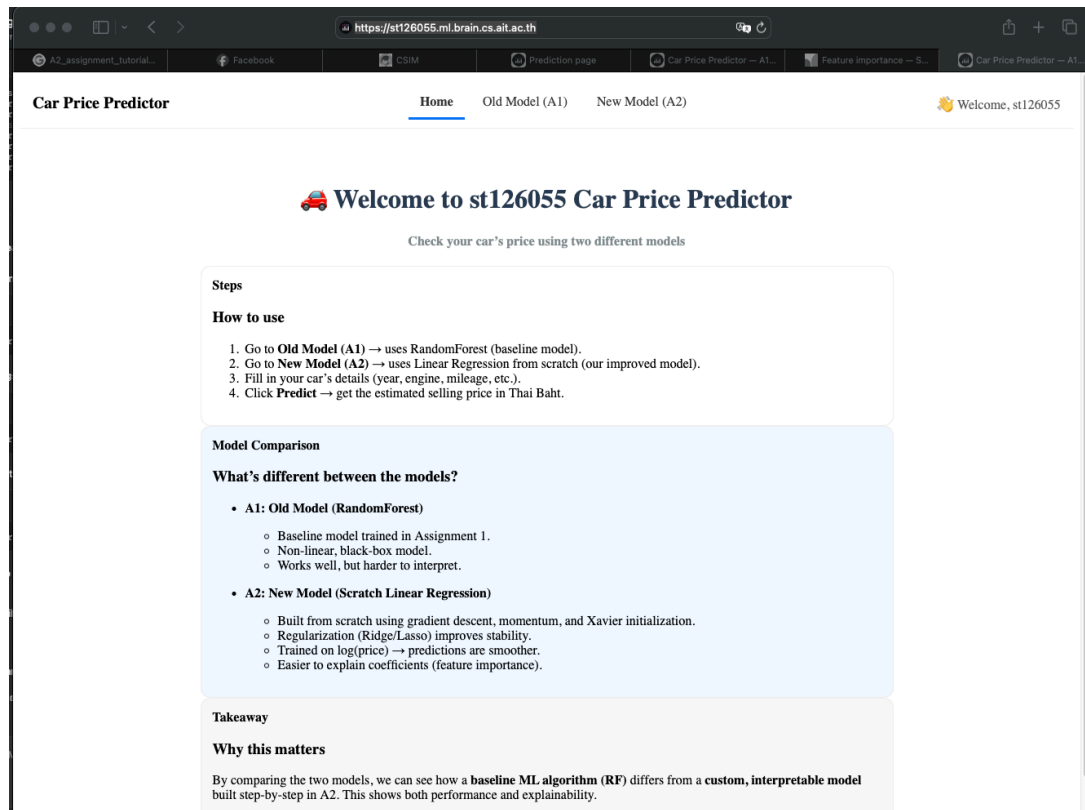 https://st126055.ml.brain.cs.ait.ac.th
A2_assignment_tutorial...
Facebook
CSIM
Prediction page
Car Price Predictor — A1...
Feature importance — S...
Car Price Predictor — A1...
Car Price Predictor
Home
Old Model (A1)
New Model (A2)
👋 Welcome, st126055
🚗 Welcome to st126055 Car Price Predictor
Check your car’s price using two different models
Steps
How to use
1. Go to Old Model (A1) → uses RandomForest (baseline model).
2. Go to New Model (A2) → uses Linear Regression from scratch (our improved model).
3. Fill in your car’s details (year, engine, mileage, etc.).
4. Click Predict → get the estimated selling price in Thai Baht.
Model Comparison
What’s different between the models?
• A1: Old Model (RandomForest)
◦ Baseline model trained in Assignment 1.
◦ Non-linear, black-box model.
◦ Works well, but harder to interpret.
• A2: New Model (Scratch Linear Regression)
◦ Built from scratch using gradient descent, momentum, and Xavier initialization.
◦ Regularization (Ridge/Lasso) improves stability.
◦ Trained on log(price) → predictions are smoother.
◦ Easier to explain coefficients (feature importance).
Takeaway
Why this matters
By comparing the two models, we can see how a baseline ML algorithm (RF) differs from a custom, interpretable model
built step-by-step in A2. This shows both performance and explainability.